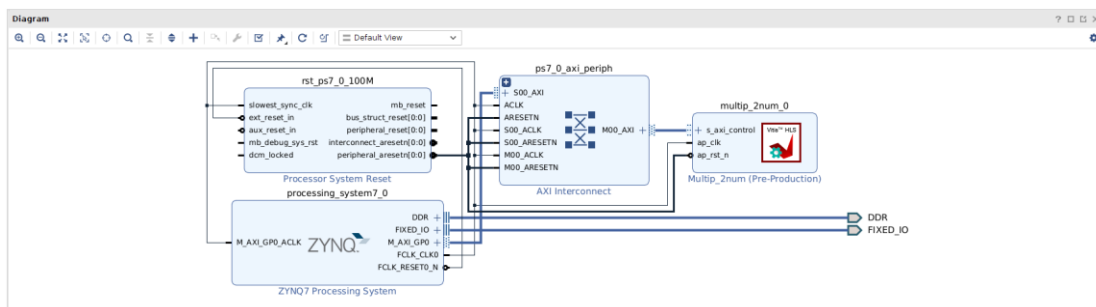 Diagram
Default View
rst_ps7_0_100M
slowest_sync_clk
ext_reset_in
aux_reset_in
mb_debug_sys_rst
dcm_locked
mb_reset
bus_struct_reset[0:0]
peripheral_reset[0:0]
interconnect_aresetn[0:0]
peripheral_aresetn[0:0]
Processor System Reset
ps7_0_axi_periph
S00_AXI
ACLK
ARESETN
S00_ACLK
S00_ARESETN
M00_ACLK
M00_ARESETN
M00_AXI
AXI Interconnect
multip_2num_0
s_axi_control
ap_clk
ap_rst_n
Vitis™ HLS
Multip_2num (Pre-Production)
processing_system7_0
M_AXI_GP0_ACLK
ZYNQ
DDR
FIXED_IO
M_AXI_GP0
FCLK_CLK0
FCLK_RESET0_N
ZYNQ7 Processing System
DDR
FIXED_IO